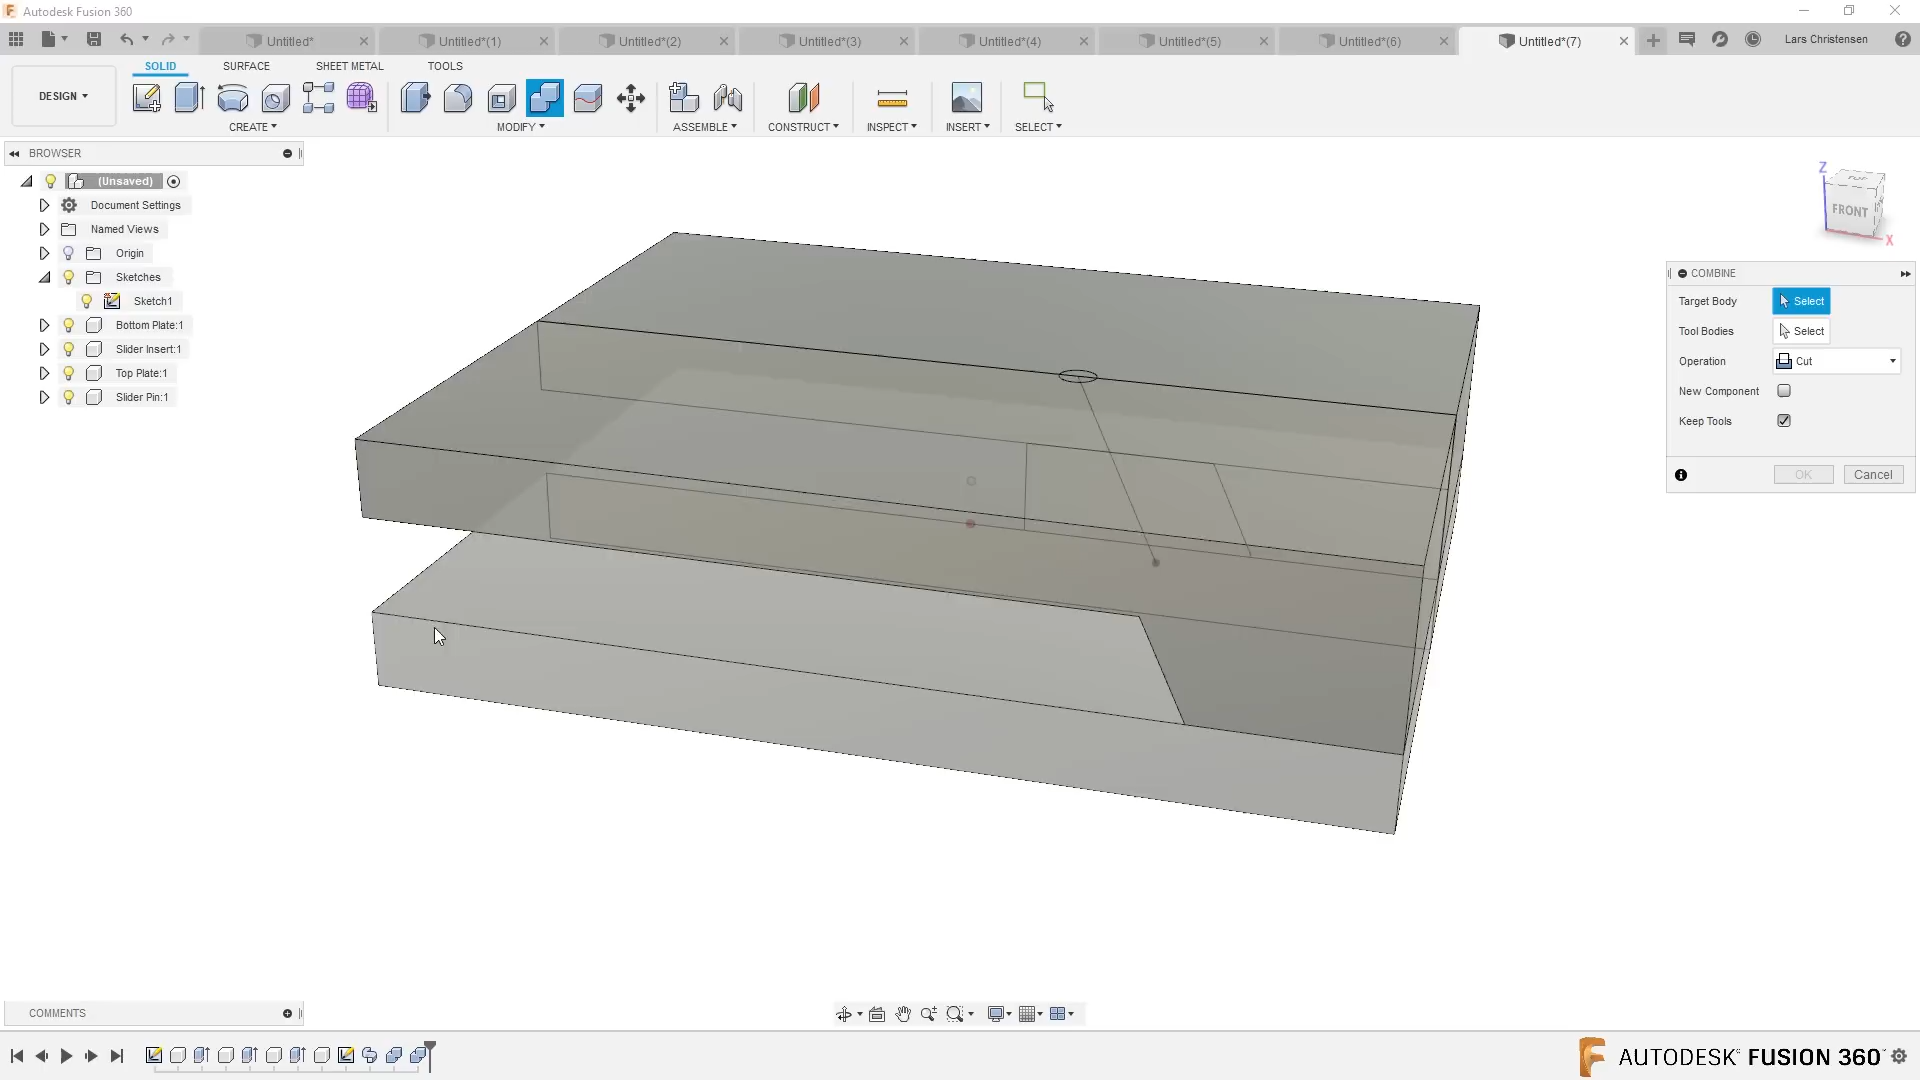 Autodesk Fusion 360
Untitled*
Untitled*(1)
Untitled*(2)
Untitled*(3)
Untitled*(4)
Untitled*(5)
Untitled*(6)
Untitled*(7)
Lars Christensen
SOLID
SURFACE
SHEET METAL
TOOLS
DESIGN
CREATE
MODIFY
ASSEMBLE
CONSTRUCT
INSPECT
INSERT
SELECT
BROWSER
(Unsaved)
Document Settings
Named Views
Origin
Sketches
Sketch1
Bottom Plate:1
Slider Insert:1
Top Plate:1
Slider Pin:1
Z
TOP
FRONT
X
COMBINE
Target Body
Select
Tool Bodies
Select
Operation
Cut
New Component
Keep Tools
OK
Cancel
COMMENTS
AUTODESK® FUSION 360™